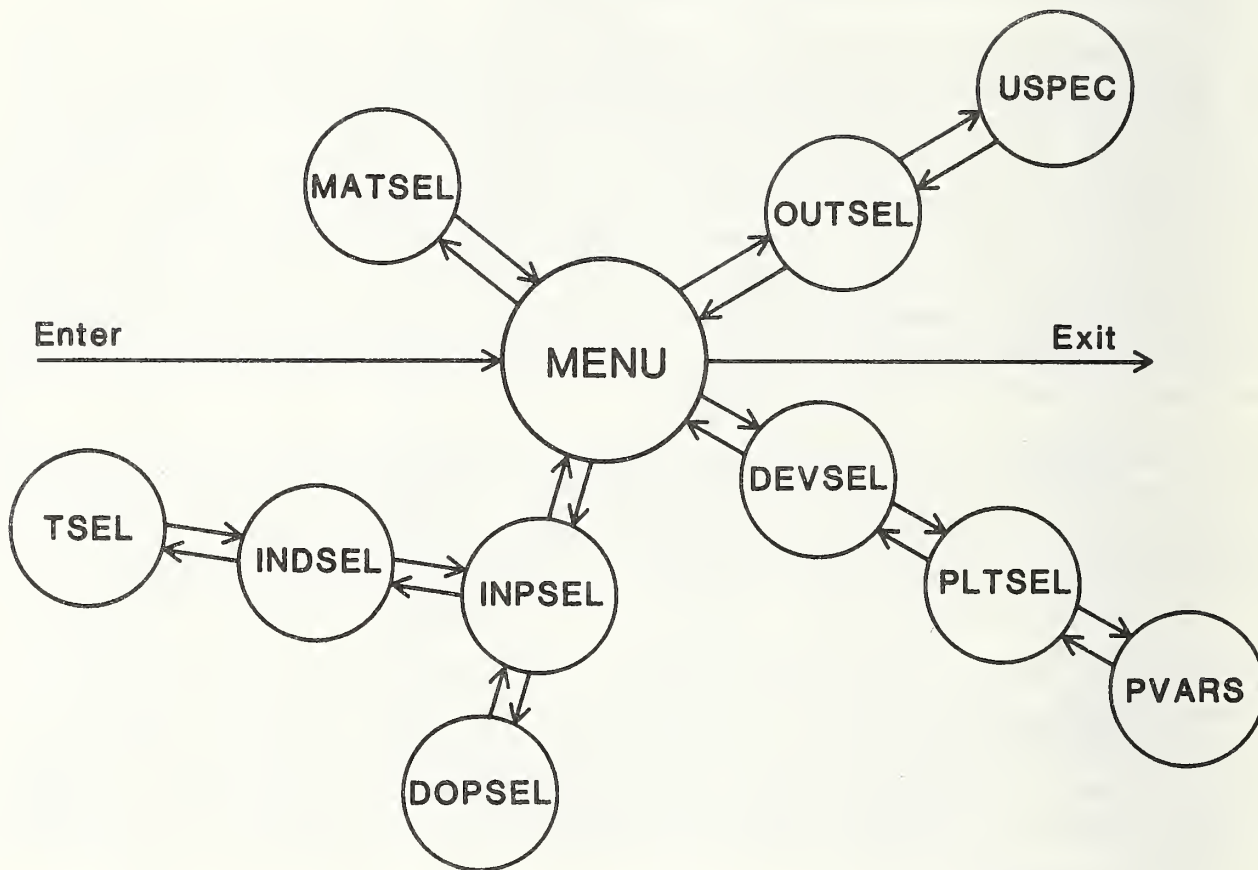 USPEC
MATSEL
OUTSEL
Enter
Exit
MENU
DEVSEL
TSEL
INDSEL
INPSEL
PLTSEL
PVARS
DOPSEL